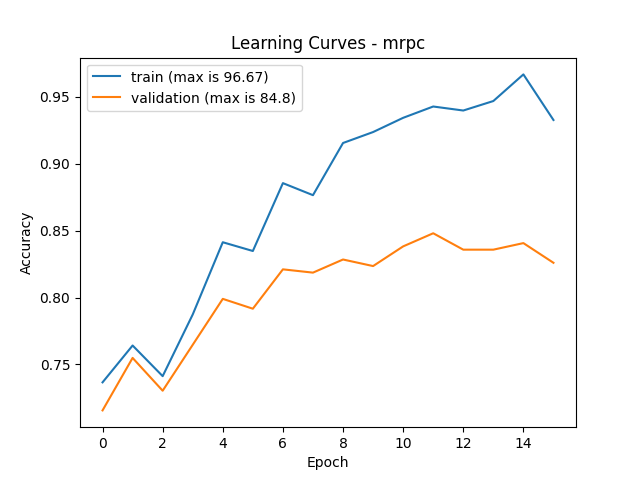 Learning Curves - mrpc
train (max is 96.67)
validation (max is 84.8)
Accuracy
0.95
0.90
0.85
0.80
0.75
0 2 4 6 8 10 12 14
Epoch